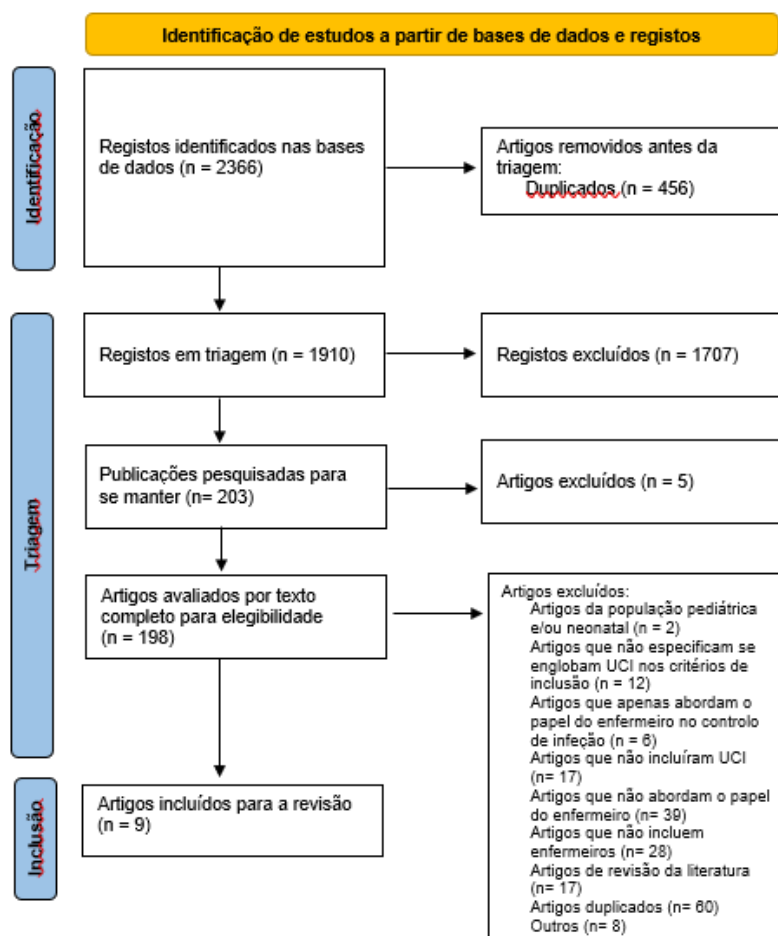 Identificação de estudos a partir de bases de dados e registos
Identificação
Registos identificados nas bases
de dados (n = 2366)
Artigos removidos antes da
triagem:
Duplicados (n = 456)
Triagem
Registos em triagem (n = 1910)
Registos excluídos (n = 1707)
Publicações pesquisadas para
se manter (n= 203)
Artigos excluídos (n = 5)
Artigos avaliados por texto
completo para elegibilidade
(n = 198)
Artigos excluídos:
Artigos da população pediátrica
e/ou neonatal (n = 2)
Artigos que não especificam se
englobam UCI nos critérios de
inclusão (n = 12)
Artigos que apenas abordam o
papel do enfermeiro no controlo
de infeção (n = 6)
Artigos que não incluíram UCI
(n= 17)
Artigos que não abordam o papel
do enfermeiro (n= 39)
Artigos que não incluem
enfermeiros (n= 28)
Artigos de revisão da literatura
(n= 17)
Artigos duplicados (n= 60)
Outros (n= 8)
Inclusão
Artigos incluídos para a revisão
(n = 9)